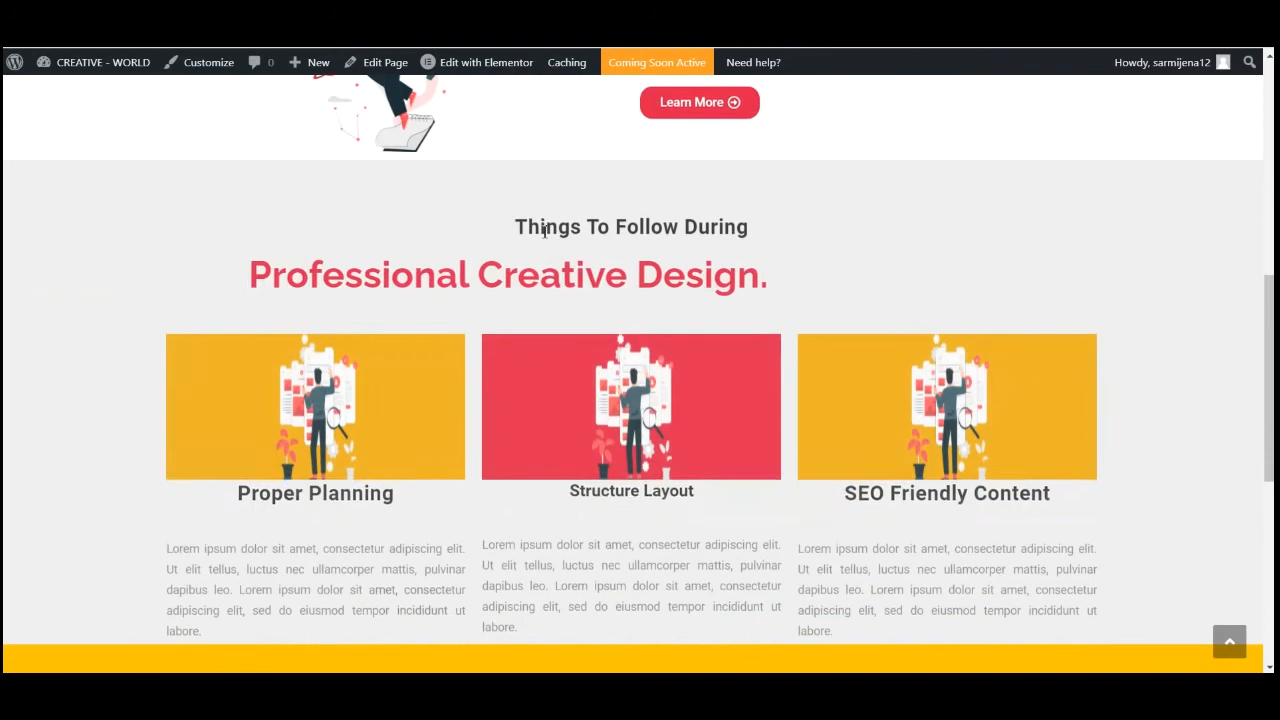 CREATIVE - WORLD Customize 0 New Edit Page Edit with Elementor Caching Coming Soon Active Need help? Howdy, sarmijena12
Learn More
Things To Follow During
Professional Creative Design.
Proper Planning
Lorem ipsum dolor sit amet, consectetur adipiscing elit.
Ut elit tellus, luctus nec ullamcorper mattis, pulvinar
dapibus leo. Lorem ipsum dolor sit amet, consectetur
adipiscing elit, sed do eiusmod tempor incididunt ut
labore.
Structure Layout
Lorem ipsum dolor sit amet, consectetur adipiscing elit.
Ut elit tellus, luctus nec ullamcorper mattis, pulvinar
dapibus leo. Lorem ipsum dolor sit amet, consectetur
adipiscing elit, sed do eiusmod tempor incididunt ut
labore.
SEO Friendly Content
Lorem ipsum dolor sit amet, consectetur adipiscing elit.
Ut elit tellus, luctus nec ullamcorper mattis, pulvinar
dapibus leo. Lorem ipsum dolor sit amet, consectetur
adipiscing elit, sed do eiusmod tempor incididunt ut
labore.